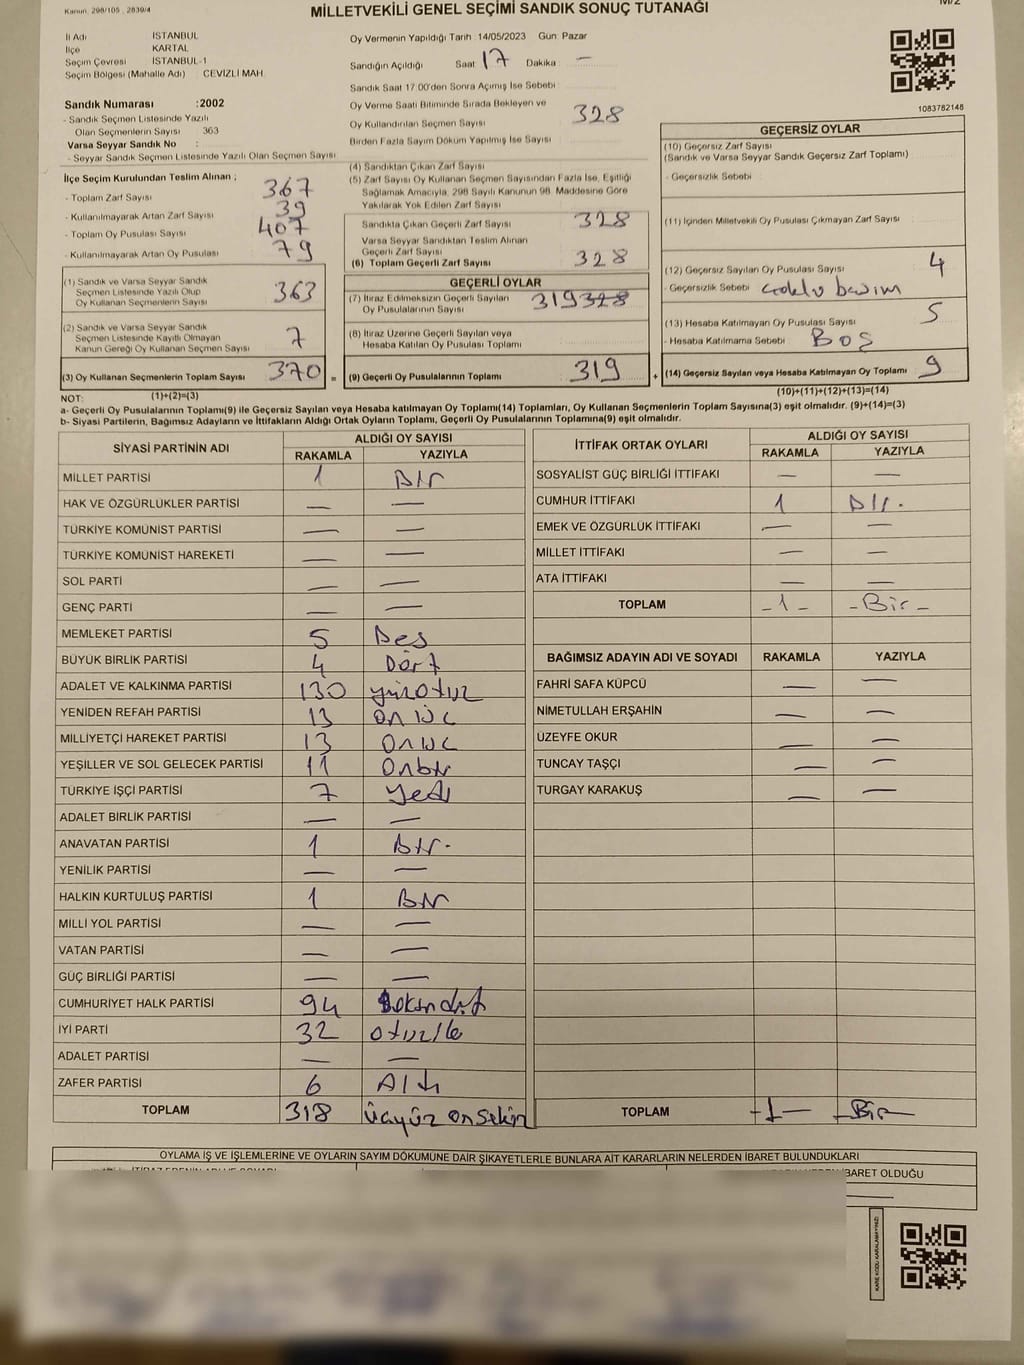 Kanun. 298/105 , 2839/4
MİLLETVEKİLİ GENEL SEÇİMİ SANDIK SONUÇ TUTANAĞI
İl Adı İSTANBUL
İlçe KARTAL
Seçim Çevresi İSTANBUL-1
Seçim Bölgesi (Mahalle Adı) : CEVİZLİ MAH.
Sandık Numarası :2002
- Sandık Seçmen Listesinde Yazılı
Olan Seçmenlerin Sayısı : 363
Varsa Seyyar Sandık No :
- Seyyar Sandık Seçmen Listesinde Yazılı Olan Seçmen Sayısı
İlçe Seçim Kurulundan Teslim Alınan ;
- Toplam Zarf Sayısı 367
- Kullanılmayarak Artan Zarf Sayısı 39
- Toplam Oy Pusulası Sayısı 407
- Kullanılmayarak Artan Oy Pusulası 79
(1) Sandık ve Varsa Seyyar Sandık
Seçmen Listesinde Yazılı Olup
Oy Kullanan Seçmenlerin Sayısı 363
(2) Sandık ve Varsa Seyyar Sandık
Seçmen Listesinde Kayıtlı Olmayan
Kanun Gereği Oy Kullanan Seçmen Sayısı 7
(3) Oy Kullanan Seçmenlerin Toplam Sayısı 370 =
Oy Vermenin Yapıldığı Tarih 14/05/2023 Gün Pazar
Sandığın Açıldığı Saat 17 Dakika —
Sandık Saat 17:00'den Sonra Açılmış İse Sebebi
Oy Verme Saati Bitiminde Sırada Bekleyen ve
Oy Kullandırılan Seçmen Sayısı 328
Birden Fazla Sayım Döküm Yapılmış İse Sayısı
(4) Sandıktan Çıkan Zarf Sayısı
(5) Zarf Sayısı Oy Kullanan Seçmen Sayısından Fazla İse, Eşitliği
Sağlamak Amacıyla, 298 Sayılı Kanunun 98. Maddesine Göre
Yakılarak Yok Edilen Zarf Sayısı
Sandıkta Çıkan Geçerli Zarf Sayısı 328
Varsa Seyyar Sandıktan Teslim Alınan
Geçerli Zarf Sayısı
(6) Toplam Geçerli Zarf Sayısı 328
GEÇERLİ OYLAR
(7) İtiraz Edilmeksizin Geçerli Sayılan
Oy Pusulalarının Sayısı 319 328
(8) İtiraz Üzerine Geçerli Sayılan veya
Hesaba Katılan Oy Pusulası Toplamı
(9) Geçerli Oy Pusulalarının Toplamı 319 +
1083782148
GEÇERSİZ OYLAR
(10) Geçersiz Zarf Sayısı
(Sandık ve Varsa Seyyar Sandık Geçersiz Zarf Toplamı)
- Geçersizlik Sebebi
(11) İçinden Milletvekili Oy Pusulası Çıkmayan Zarf Sayısı
(12) Geçersiz Sayılan Oy Pusulası Sayısı 4
- Geçersizlik Sebebi
(13) Hesaba Katılmayan Oy Pusulası Sayısı 5
- Hesaba Katılmama Sebebi Boş
(14) Geçersiz Sayılan veya Hesaba Katılmayan Oy Toplamı 9
NOT: (1)+(2)=(3) (10)+(11)+(12)+(13)=(14)
a- Geçerli Oy Pusulalarının Toplamı(9) ile Geçersiz Sayılan veya Hesaba katılmayan Oy Toplamı(14) Toplamları, Oy Kullanan Seçmenlerin Toplam Sayısına(3) eşit olmalıdır. (9)+(14)=(3)
b- Siyasi Partilerin, Bağımsız Adayların ve İttifakların Aldığı Ortak Oyların Toplamı, Geçerli Oy Pusulalarının Toplamına(9) eşit olmalıdır.
SİYASİ PARTİNİN ADI ALDIĞI OY SAYISI
RAKAMLA YAZIYLA
MİLLET PARTİSİ 1 Bir
HAK VE ÖZGÜRLÜKLER PARTİSİ — —
TÜRKİYE KOMÜNİST PARTİSİ — —
TÜRKİYE KOMÜNİST HAREKETİ — —
SOL PARTİ — —
GENÇ PARTİ — —
MEMLEKET PARTİSİ 5 Beş
BÜYÜK BİRLİK PARTİSİ 4 Dört
ADALET VE KALKINMA PARTİSİ 130 yüzotuz
YENİDEN REFAH PARTİSİ 13 on üç
MİLLİYETÇİ HAREKET PARTİSİ 13 onüç
YEŞİLLER VE SOL GELECEK PARTİSİ 11 Onbir
TÜRKİYE İŞÇİ PARTİSİ 7 Yedi
ADALET BİRLİK PARTİSİ — —
ANAVATAN PARTİSİ 1 Bir.
YENİLİK PARTİSİ — —
HALKIN KURTULUŞ PARTİSİ 1 Bir
MİLLİ YOL PARTİSİ — —
VATAN PARTİSİ — —
GÜÇ BİRLİĞİ PARTİSİ — —
CUMHURİYET HALK PARTİSİ 94
İYİ PARTİ 32 otuziki
ADALET PARTİSİ — —
ZAFER PARTİSİ 6 Altı
TOPLAM 318 Üçyüz onsekiz
İTTİFAK ORTAK OYLARI ALDIĞI OY SAYISI
RAKAMLA YAZIYLA
SOSYALİST GÜÇ BİRLİĞİ İTTİFAKI — —
CUMHUR İTTİFAKI 1 Bir.
EMEK VE ÖZGÜRLÜK İTTİFAKI — —
MİLLET İTTİFAKI — —
ATA İTTİFAKI — —
TOPLAM -1- -Bir-
BAĞIMSIZ ADAYIN ADI VE SOYADI RAKAMLA YAZIYLA
FAHRİ SAFA KÜPCÜ — —
NİMETULLAH ERŞAHİN — —
ÜZEYFE OKUR — —
TUNCAY TAŞÇI — —
TURGAY KARAKUŞ — —
TOPLAM -1- -Bir-
OYLAMA İŞ VE İŞLEMLERİNE VE OYLARIN SAYIM DÖKÜMÜNE DAİR ŞİKAYETLERLE BUNLARA AİT KARARLARIN NELERDEN İBARET BULUNDUKLARI
İBARET OLDUĞU
KARE KODU KARALAMAYINIZ!